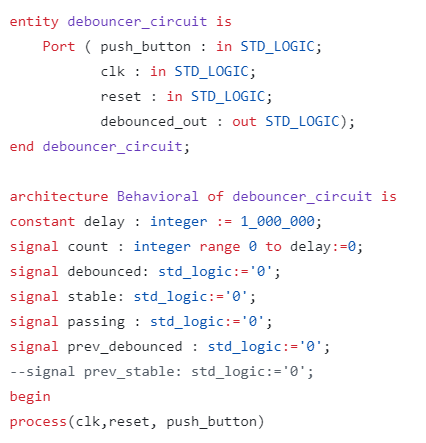 entity debouncer_circuit is
    Port ( push_button : in STD_LOGIC;
           clk : in STD_LOGIC;
           reset : in STD_LOGIC;
           debounced_out : out STD_LOGIC);
end debouncer_circuit;

architecture Behavioral of debouncer_circuit is
constant delay : integer := 1_000_000;
signal count : integer range 0 to delay:=0;
signal debounced: std_logic:='0';
signal stable: std_logic:='0';
signal passing : std_logic:='0';
signal prev_debounced : std_logic:='0';
--signal prev_stable: std_logic:='0';
begin
process(clk,reset, push_button)